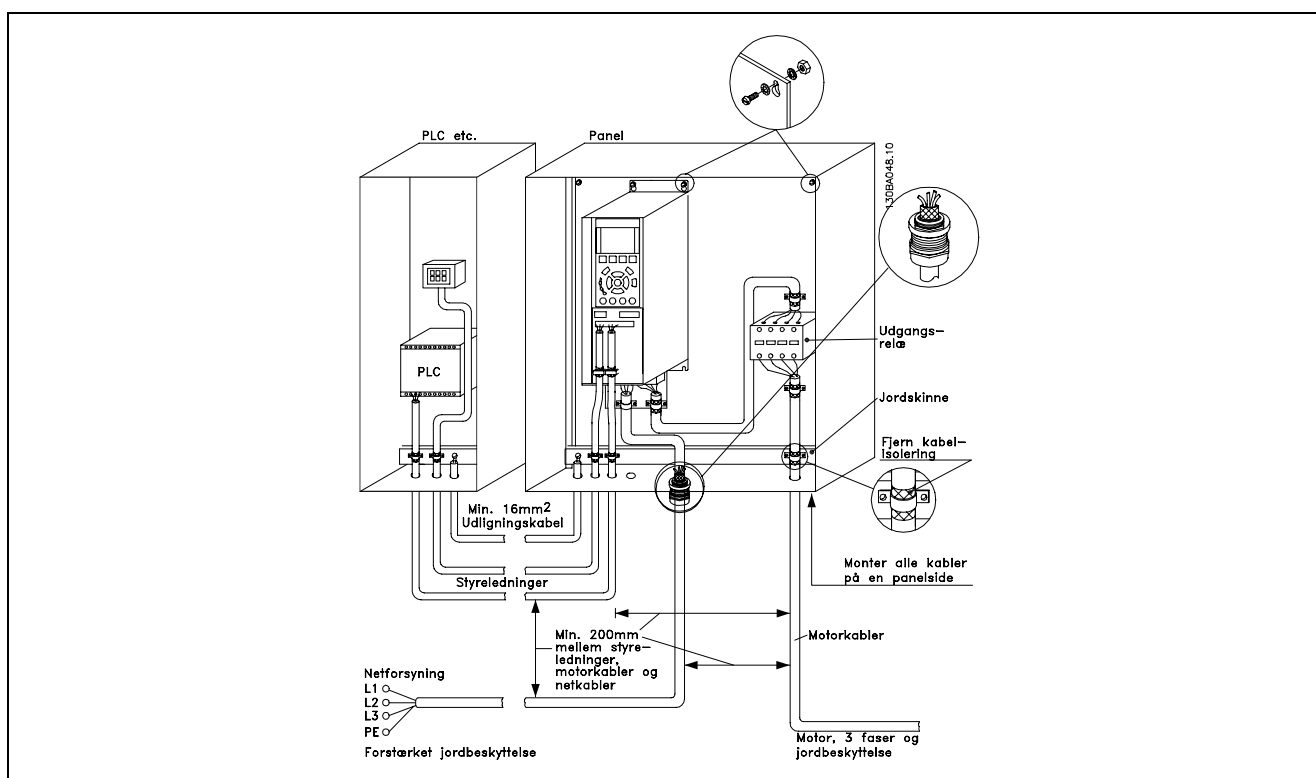 PLC etc.
Panel
130BA048.10
PLC
Udgangs-
relæ
Jordskinne
Fjern kabel-
isolering
Min. 16mm2
Udligningskabel
Styreledninger
Monter alle kabler
på en panelside
Min. 200mm
mellem styre-
ledninger,
motorkabler og
netkabler
Motorkabler
Netforsyning
L1
L2
L3
PE
Forstærket jordbeskyttelse
Motor, 3 faser og
jordbeskyttelse